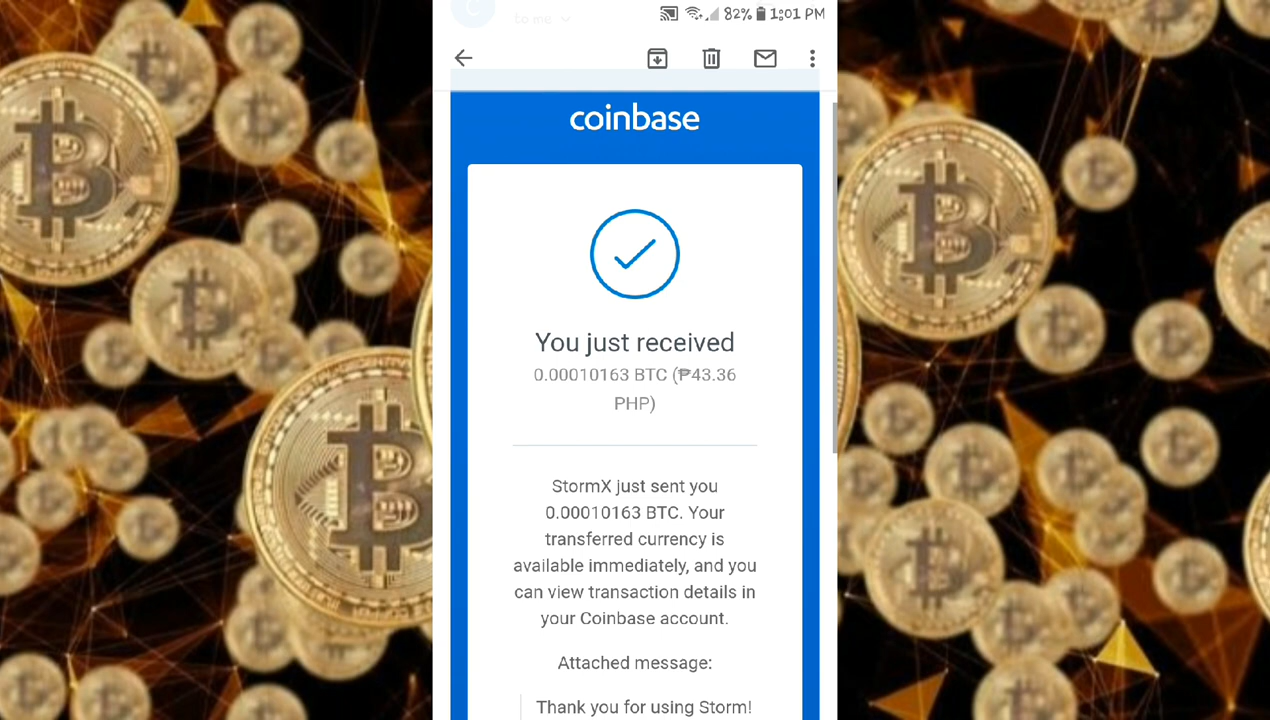 C
to me
82% 1:01 PM
coinbase
You just received
0.00010163 BTC (₱43.36
PHP)
StormX just sent you
0.00010163 BTC. Your
transferred currency is
available immediately, and you
can view transaction details in
your Coinbase account.
Attached message:
Thank you for using Storm!